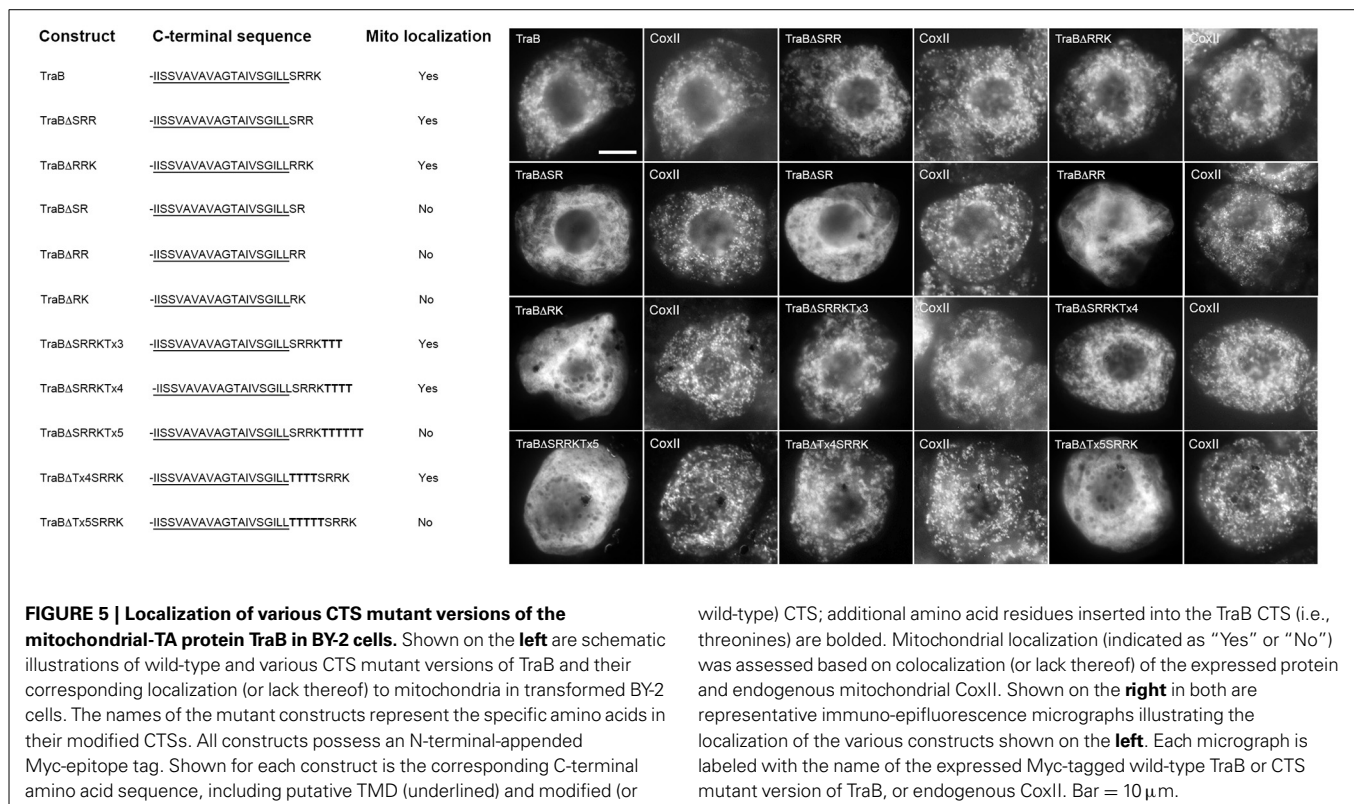 Construct C-terminal sequence Mito localization
TraB -IISSVAVAVAGTAIVSGILLSRRK Yes
TraBΔSRR -IISSVAVAVAGTAIVSGILLSRR Yes
TraBΔRRK -IISSVAVAVAGTAIVSGILLRRK Yes
TraBΔSR -IISSVAVAVAGTAIVSGILLSR No
TraBΔRR -IISSVAVAVAGTAIVSGILLRR No
TraBΔRK -IISSVAVAVAGTAIVSGILLRK No
TraBΔSRRKTx3 -IISSVAVAVAGTAIVSGILLSRRKTTT Yes
TraBΔSRRKTx4 -IISSVAVAVAGTAIVSGILLSRRKTTTT Yes
TraBΔSRRKTx5 -IISSVAVAVAGTAIVSGILLSRRKTTTTTT No
TraBΔTx4SRRK -IISSVAVAVAGTAIVSGILLTTTTSRRK Yes
TraBΔTx5SRRK -IISSVAVAVAGTAIVSGILLTTTTTSRRK No
TraB CoxII TraBΔSRR CoxII TraBΔRRK CoxII
TraBΔSR CoxII TraBΔSR CoxII TraBΔRR CoxII
TraBΔRK CoxII TraBΔSRRKTx3 CoxII TraBΔSRRKTx4 CoxII
TraBΔSRRKTx5 CoxII TraBΔTx4SRRK CoxII TraBΔTx5SRRK CoxII
FIGURE 5 | Localization of various CTS mutant versions of the
mitochondrial-TA protein TraB in BY-2 cells. Shown on the left are schematic
illustrations of wild-type and various CTS mutant versions of TraB and their
corresponding localization (or lack thereof) to mitochondria in transformed BY-2
cells. The names of the mutant constructs represent the specific amino acids in
their modified CTSs. All constructs possess an N-terminal-appended
Myc-epitope tag. Shown for each construct is the corresponding C-terminal
amino acid sequence, including putative TMD (underlined) and modified (or
wild-type) CTS; additional amino acid residues inserted into the TraB CTS (i.e.,
threonines) are bolded. Mitochondrial localization (indicated as “Yes” or “No”)
was assessed based on colocalization (or lack thereof) of the expressed protein
and endogenous mitochondrial CoxII. Shown on the right in both are
representative immuno-epifluorescence micrographs illustrating the
localization of the various constructs shown on the left. Each micrograph is
labeled with the name of the expressed Myc-tagged wild-type TraB or CTS
mutant version of TraB, or endogenous CoxII. Bar = 10 μm.